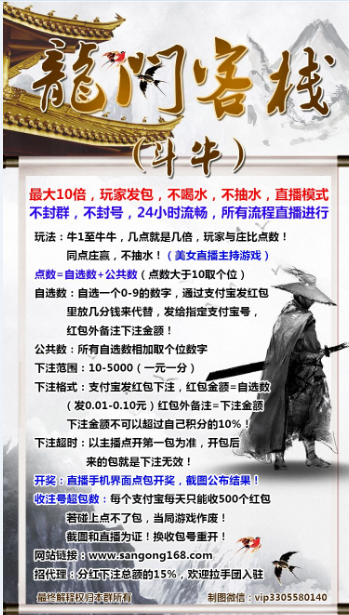 龍門客栈
(斗牛)
最大10倍，玩家发包，不喝水，不抽水，直播模式
不封群，不封号，24小时流畅，所有流程直播进行
玩法：牛1至牛牛，几点就是几倍，玩家与庄比点数！
同点庄赢，不抽水！（美女直播主持游戏）
点数=自选数+公共数（点数大于10取个位）
自选数：自选一个0-9的数字，通过支付宝发红包
里放几分钱来代替，发给指定支付宝号，
红包外备注下注金额！
公共数：所有自选数相加取个位数字
下注范围：10-5000（一元一分）
下注格式：支付宝发红包下注，红包金额=自选数
（发0.01-0.10元）红包外备注=下注金额
下注金额不可以超过自己积分的10%！
下注超时：以主播点开第一包为准，开包后
来的包就是下注无效！
开奖：直播手机界面点包开奖，截图公布结果！
收注号超包数：每个支付宝每天只能收500个红包
若碰上点不了包，当局游戏作废！
截图和直播为证！换收包号重开！
网站链接：www.sangong168.com
招代理：分红下注总额的15%，欢迎拉手团入驻
最终解释权归本群所有
制图微信：vip3305580140